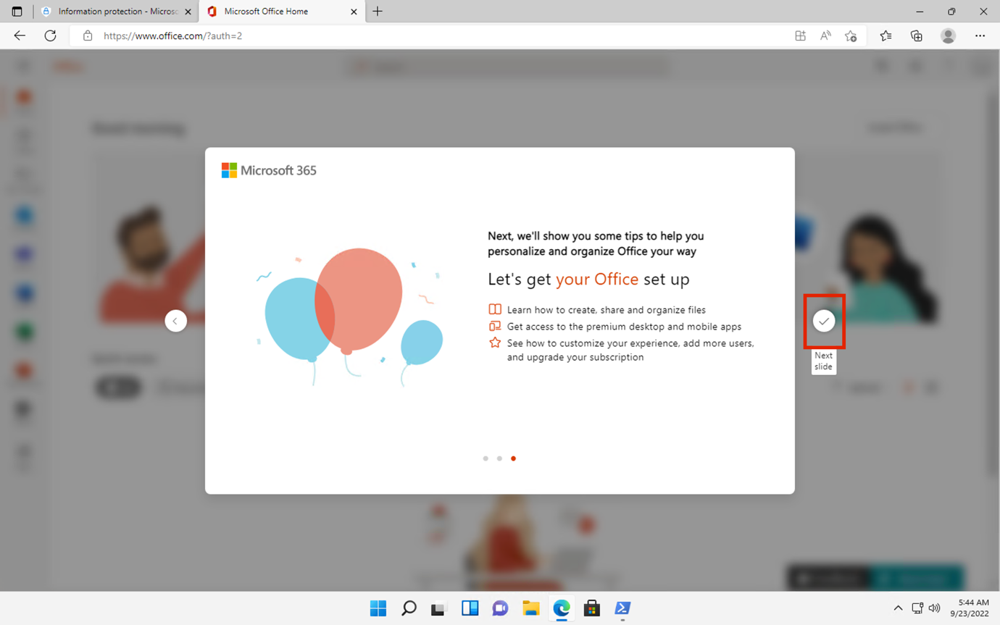 Information protection - Microsc
Microsoft Office Home
https://www.office.com/?auth=2
Microsoft 365
Next, we'll show you some tips to help you
personalize and organize Office your way
Let's get your Office set up
Learn how to create, share and organize files
Get access to the premium desktop and mobile apps
See how to customize your experience, add more users,
and upgrade your subscription
Next
slide
5:44 AM
9/23/2022